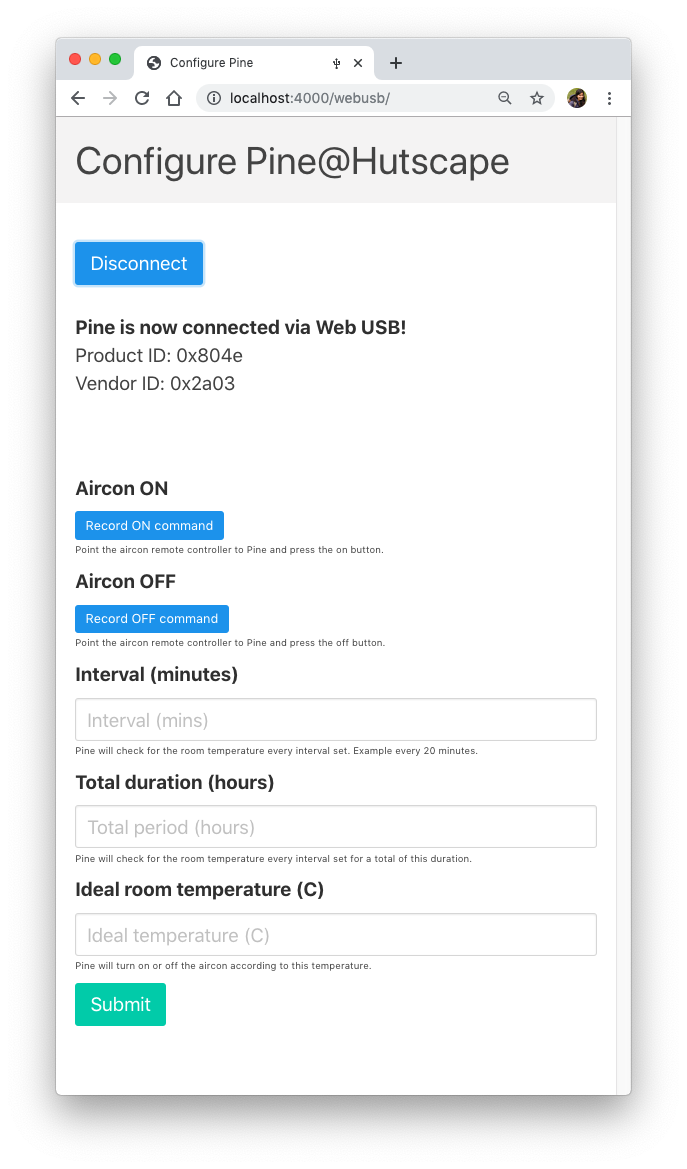 Configure Pine
localhost:4000/webusb/
Configure Pine@Hutscape
Disconnect
Pine is now connected via Web USB!
Product ID: 0x804e
Vendor ID: 0x2a03
Aircon ON
Record ON command
Point the aircon remote controller to Pine and press the on button.
Aircon OFF
Record OFF command
Point the aircon remote controller to Pine and press the off button.
Interval (minutes)
Interval (mins)
Pine will check for the room temperature every interval set. Example every 20 minutes.
Total duration (hours)
Total period (hours)
Pine will check for the room temperature every interval set for a total of this duration.
Ideal room temperature (C)
Ideal temperature (C)
Pine will turn on or off the aircon according to this temperature.
Submit